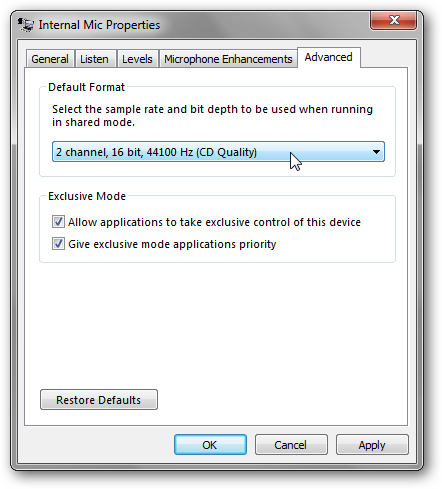 Internal Mic Properties
General Listen Levels Microphone Enhancements Advanced
Default Format
Select the sample rate and bit depth to be used when running
in shared mode.
2 channel, 16 bit, 44100 Hz (CD Quality)
Exclusive Mode
Allow applications to take exclusive control of this device
Give exclusive mode applications priority
Restore Defaults
OK Cancel Apply